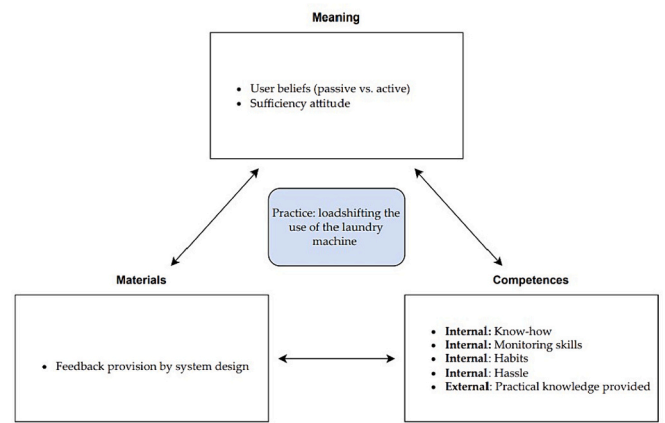 Meaning
• User beliefs (passive vs. active)
• Sufficiency attitude
Practice: loadshifting the
use of the laundry
machine
Materials
• Feedback provision by system design
Competences
• Internal: Know-how
• Internal: Monitoring skills
• Internal: Habits
• Internal: Hassle
• External: Practical knowledge provided